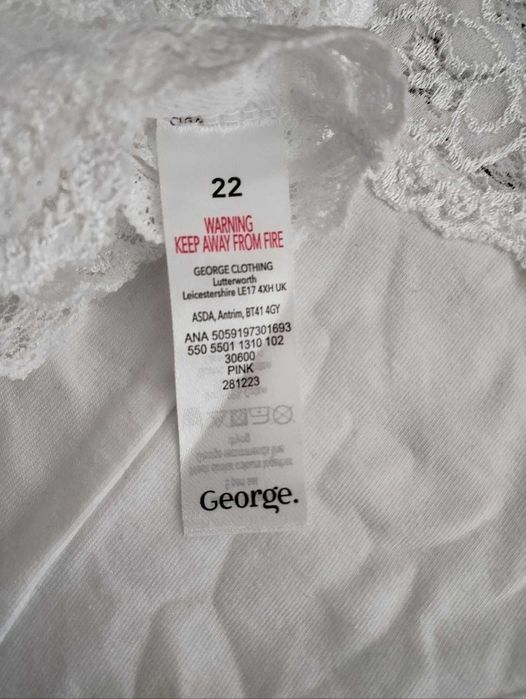 22
WARNING
KEEP AWAY FROM FIRE
GEORGE CLOTHING
Lutterworth
Leicestershire LE17 4XH UK
ASDA, Antrim, BT41 4GY
ANA 5059197301693
550 5501 1310 102
30600
PINK
281223
George.